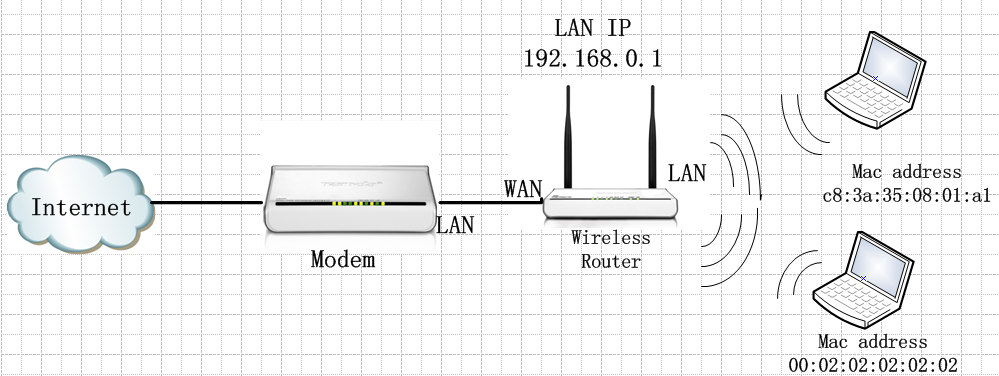 LAN IP
192.168.0.1
Internet
Modem
LAN
WAN
LAN
Wireless
Router
Mac address
c8:3a:35:08:01:a1
Mac address
00:02:02:02:02:02